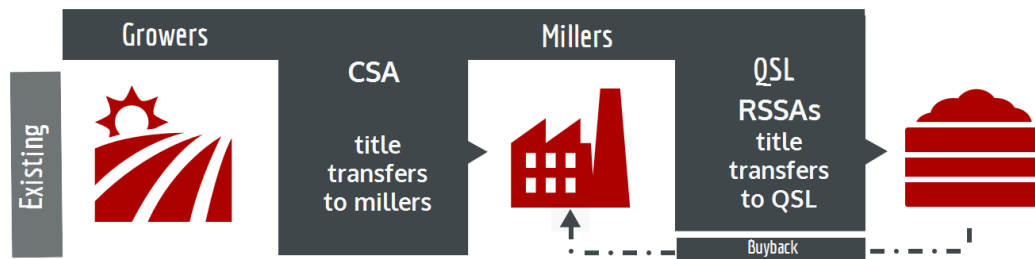 Growers
Millers
Existing
CSA
title
transfers
to millers
QSL
RSSAs
title
transfers
to QSL
Buyback